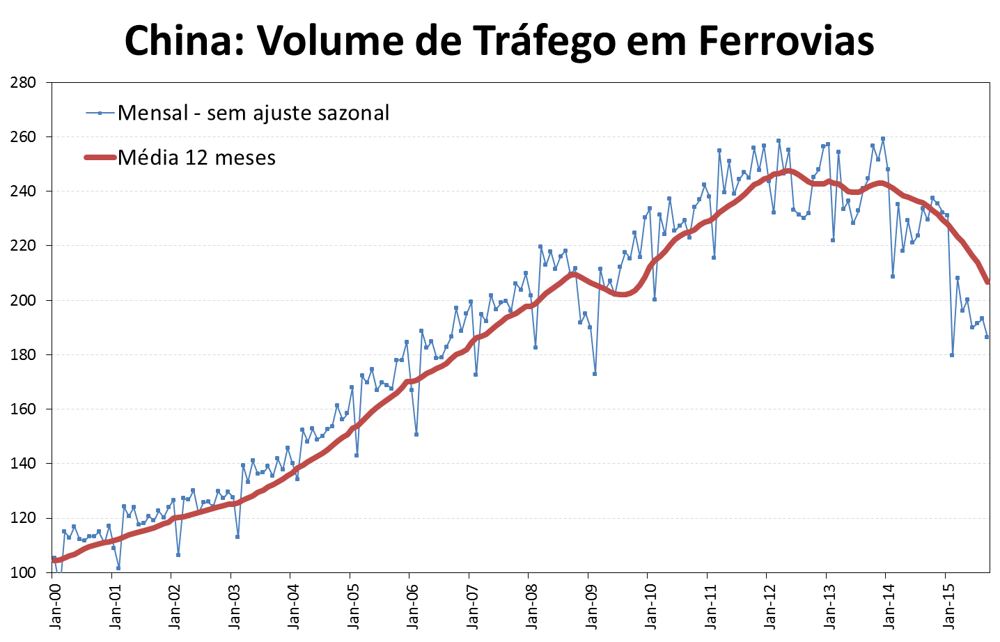 China: Volume de Tráfego em Ferrovias
280
Mensal - sem ajuste sazonal
260
Média 12 meses
240
220
200
180
160
140
120
100
Jan-00
Jan-01
Jan-02
Jan-03
Jan-04
Jan-05
Jan-06
Jan-07
Jan-08
Jan-09
Jan-10
Jan-11
Jan-12
Jan-13
Jan-14
Jan-15